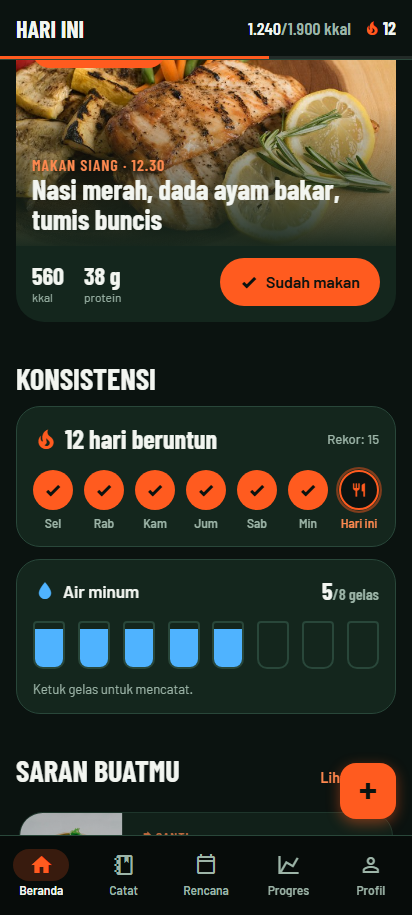 HARI INI
1.240/1.900 kkal
12
MAKAN SIANG · 12.30
Nasi merah, dada ayam bakar,
tumis buncis
560
kkal
38 g
protein
Sudah makan
KONSISTENSI
12 hari beruntun
Rekor: 15
Sel
Rab
Kam
Jum
Sab
Min
Hari ini
Air minum
5/8 gelas
Ketuk gelas untuk mencatat.
SARAN BUATMU
Beranda
Catat
Rencana
Progres
Profil